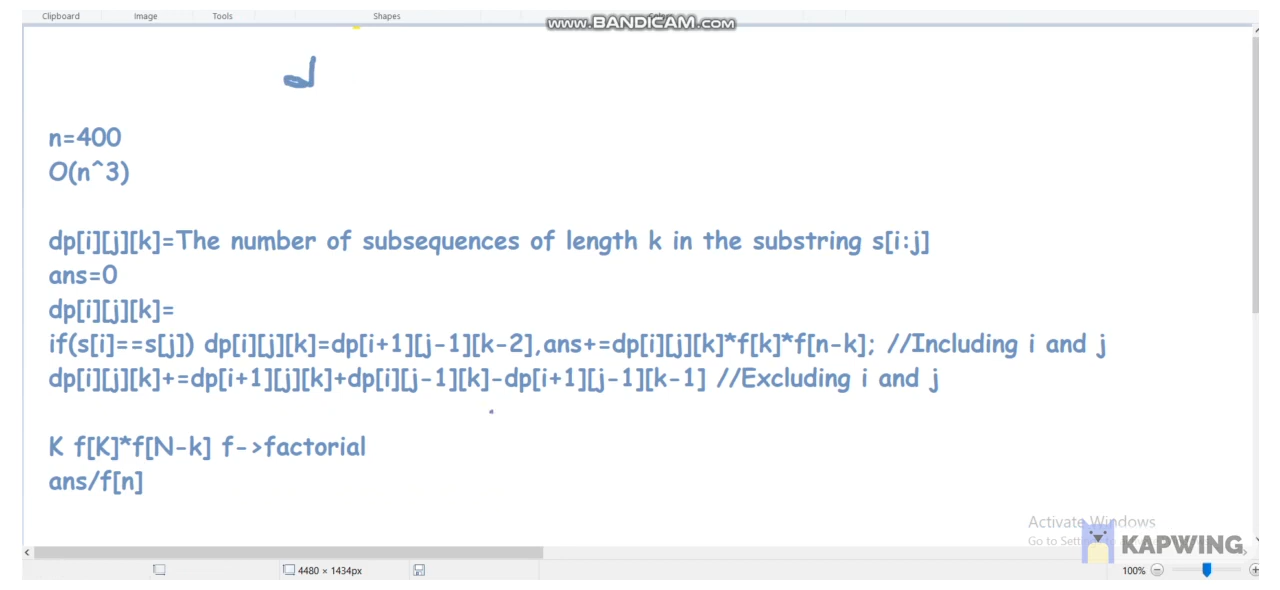 Clipboard Image Tools Shapes
www.BANDICAM.com
d
n=400
O(n^3)
dp[i][j][k]=The number of subsequences of length k in the substring s[i:j]
ans=0
dp[i][j][k]=
if(s[i]==s[j]) dp[i][j][k]=dp[i+1][j-1][k-2],ans+=dp[i][j][k]*f[k]*f[n-k]; //Including i and j
dp[i][j][k]+=dp[i+1][j][k]+dp[i][j-1][k]-dp[i+1][j-1][k-1] //Excluding i and j
K f[K]*f[N-k] f->factorial
ans/f[n]
Activate Windows
Go to
KAPWING
4480 × 1434px 100%